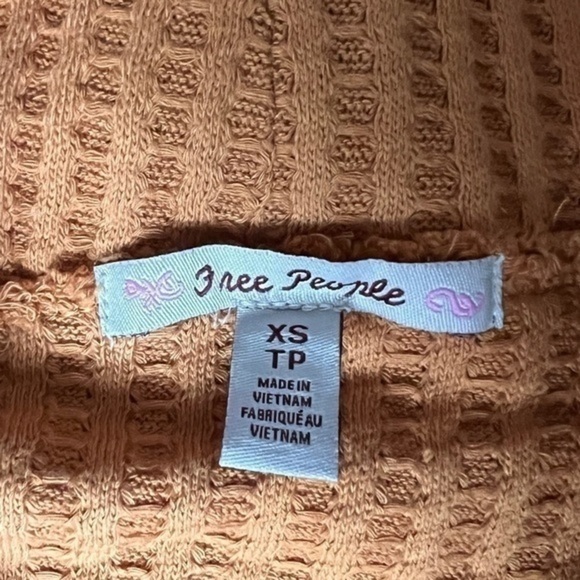 Free People
XS
TP
MADE IN
VIETNAM
FABRIQUÉ AU
VIETNAM